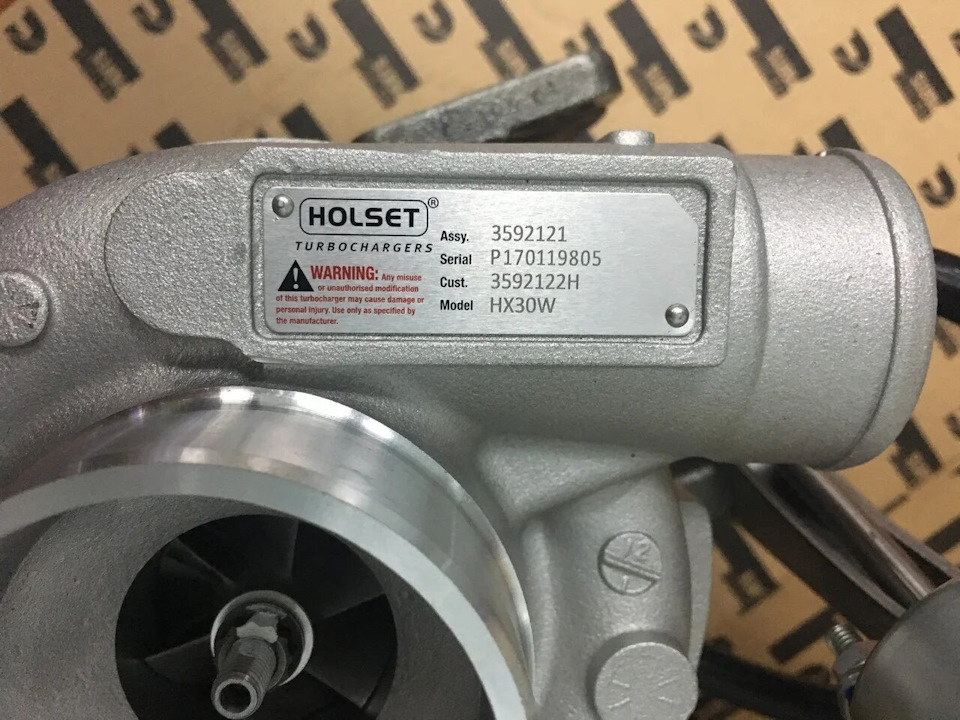 HOLSET®
TURBOCHARGERS
WARNING: Any misuse
or unauthorised modification
of this turbocharger may cause damage or
personal injury. Use only as specified by
the manufacturer.
Assy. 3592121
Serial P170119805
Cust. 3592122H
Model HX30W